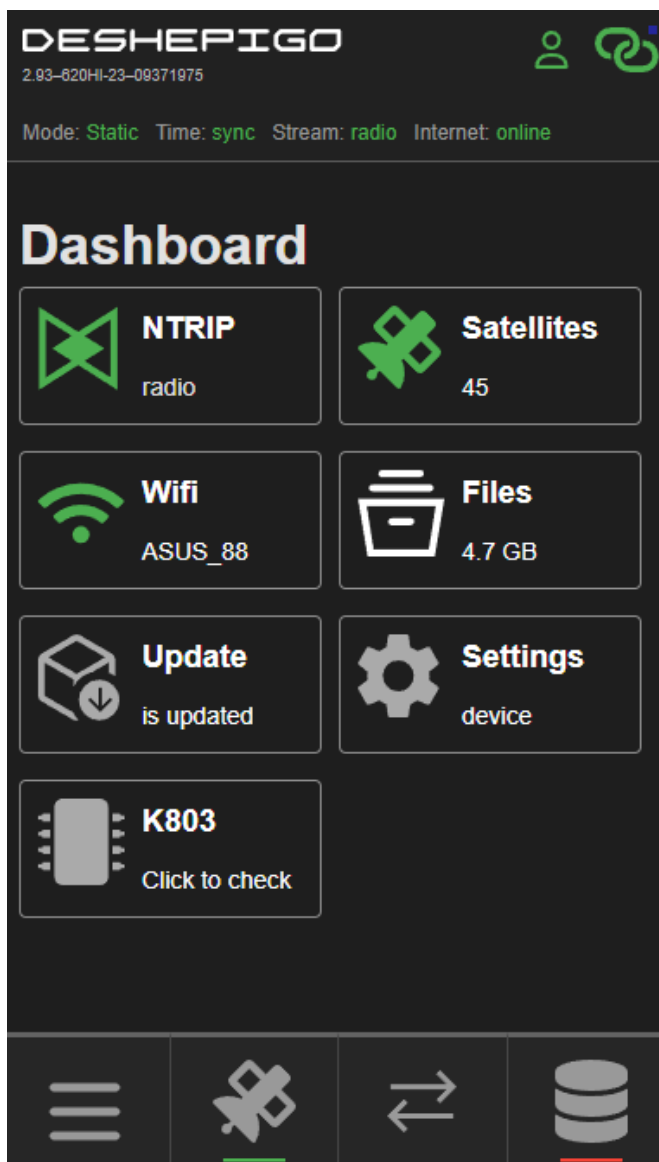 DESHEPIGO
2.93–620HI-23–09371975
Mode: Static Time: sync Stream: radio Internet: online
Dashboard
NTRIP
radio
Satellites
45
Wifi
ASUS_88
Files
4.7 GB
Update
is updated
Settings
device
K803
Click to check